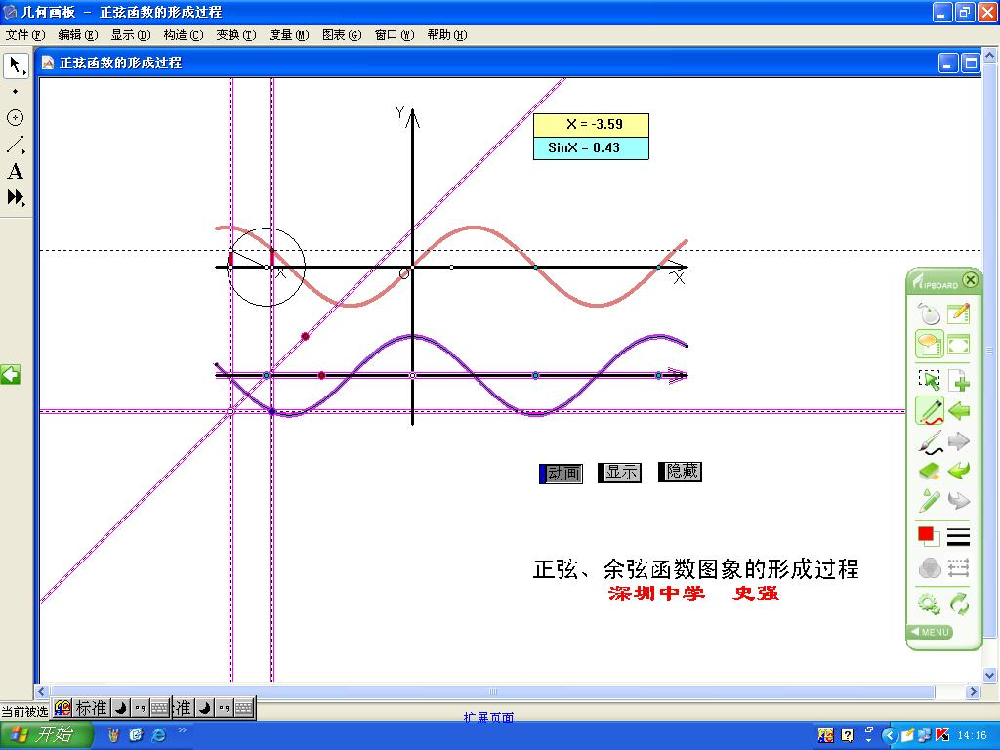 几何画板 - 正弦函数的形成过程
文件(F) 编辑(E) 显示(D) 构造(C) 变换(T) 度量(M) 图表(G) 窗口(W) 帮助(H)
正弦函数的形成过程
A
Y
X = -3.59
SinX = 0.43
X
O
X
IPBOARD
动画 显示 隐藏
正弦、余弦函数图象的形成过程
深圳中学 史强
MENU
当前被选 标准 准
扩展页面
开始 14:16